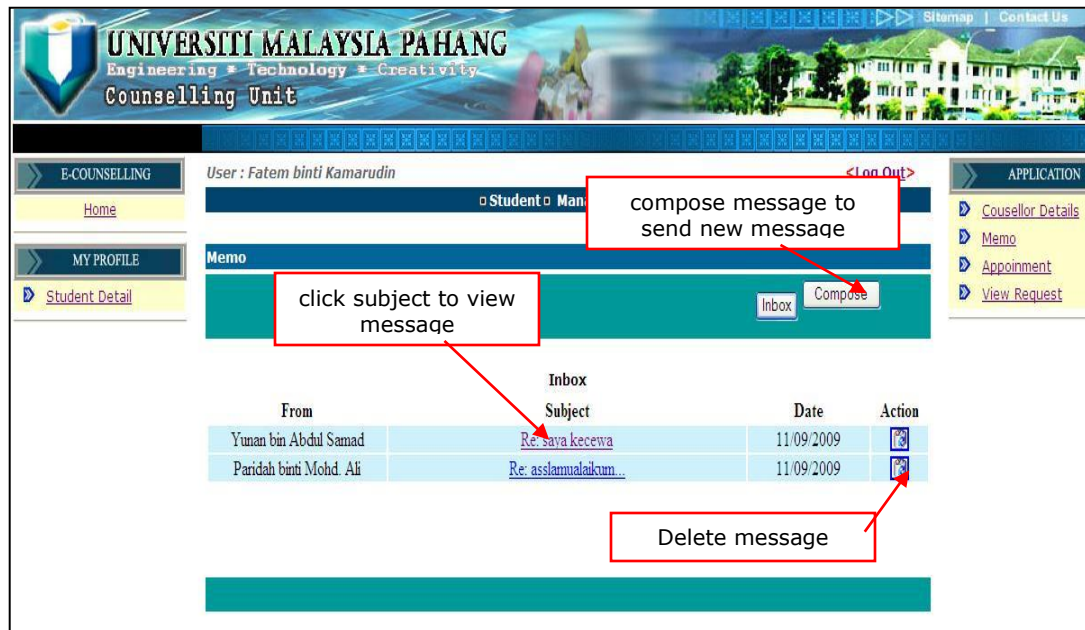 Sitemap | Contact Us
UNIVERSITI MALAYSIA PAHANG
Engineering * Technology * Creativity
Counselling Unit
E-COUNSELLING
Home
MY PROFILE
Student Detail
User : Fatem binti Kamarudin
<Log Out>
Student Mana
compose message to
send new message
Memo
click subject to view
message
Inbox
Compose
Inbox
From Subject Date Action
Yunan bin Abdul Samad Re: saya kecewa 11/09/2009
Paridah binti Mohd. Ali Re: asslamualaikum... 11/09/2009
Delete message
APPLICATION
Cousellor Details
Memo
Appoinment
View Request